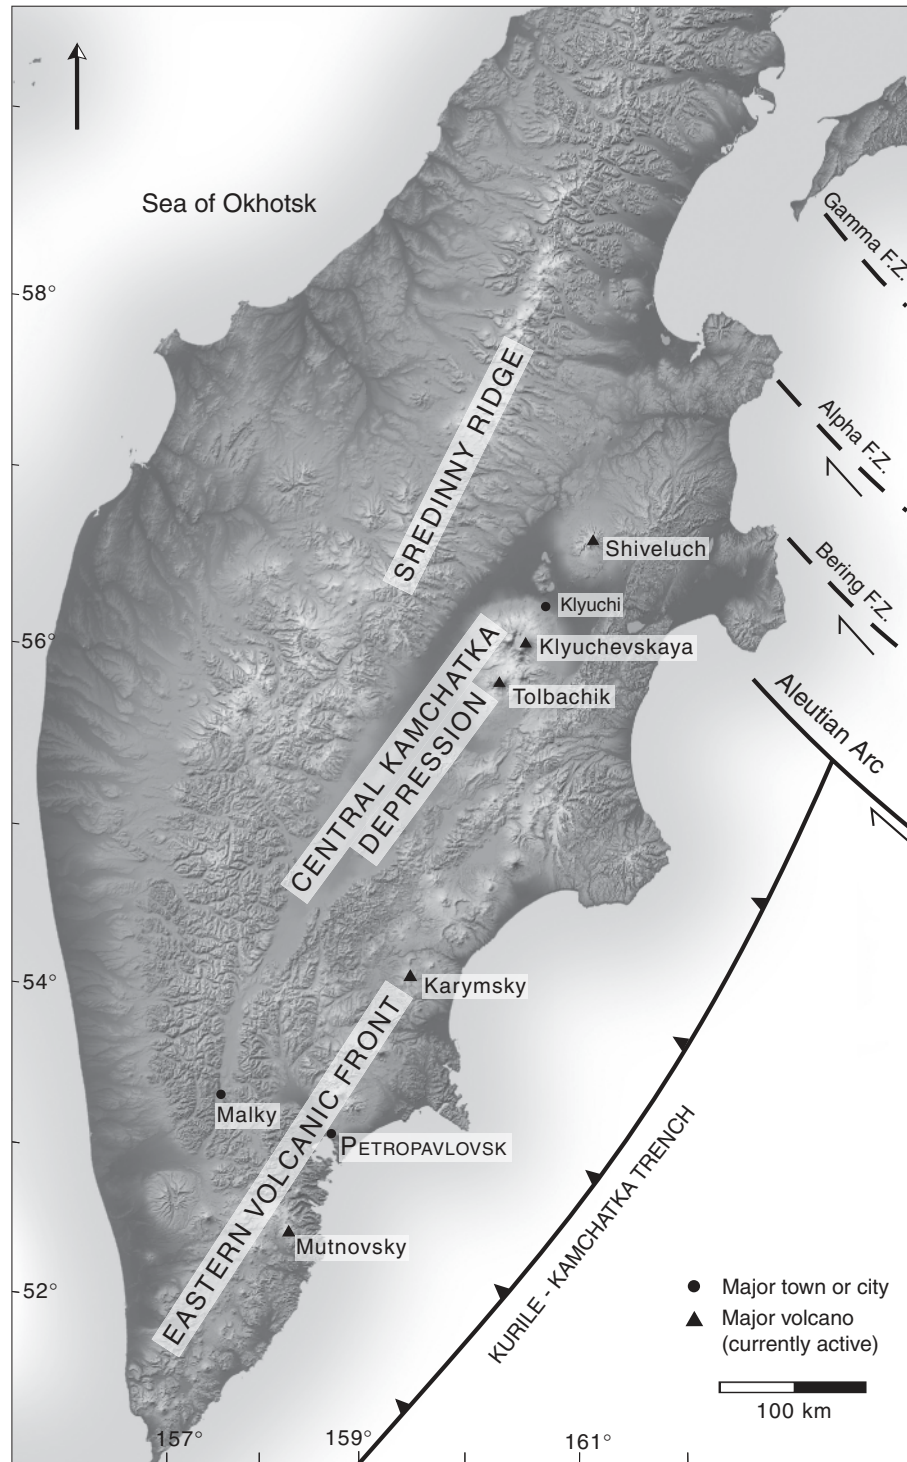 Sea of Okhotsk
Gamma F.Z.
58°
SREDINNY RIDGE
Alpha F.Z.
Shiveluch
Bering F.Z.
Klyuchi
56°
Klyuchevskaya
Tolbachik
Aleutian Arc
CENTRAL KAMCHATKA
DEPRESSION
54°
Karymsky
EASTERN VOLCANIC FRONT
Malky
PETROPAVLOVSK
KURILE - KAMCHATKA TRENCH
Mutnovsky
52°
Major town or city
Major volcano
(currently active)
100 km
157°
159°
161°